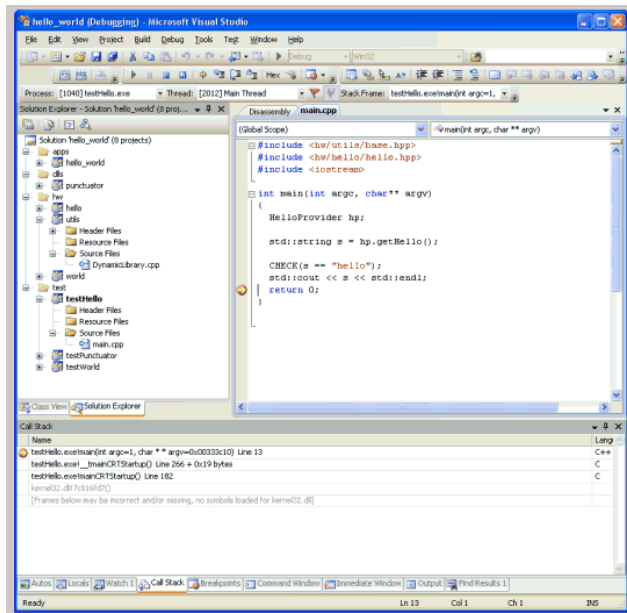 hello_world (Debugging) - Microsoft Visual Studio
File Edit View Project Build Debug Tools Test Window Help
Debug Win32
Hex
Process: [1040] testHello.exe Thread: [2012] Main Thread Stack Frame: testHello.exe!main(int argc=1,
Solution Explorer - Solution 'hello_world' (8 proj...
Disassembly main.cpp
(Global Scope) main(int argc, char ** argv)
Solution 'hello_world' (8 projects)
apps
hello_world
dlls
punctuator
hw
hello
utils
Header Files
Resource Files
Source Files
DynamicLibrary.cpp
world
test
testHello
Header Files
Resource Files
Source Files
main.cpp
testPunctuator
testWorld
#include <hw/utils/base.hpp>
#include <hw/hello/hello.hpp>
#include <iostream>
int main(int argc, char** argv)
{
HelloProvider hp;
std::string s = hp.getHello();
CHECK(s == "hello");
std::cout << s << std::endl;
return 0;
}
Class View Solution Explorer
Call Stack
Name Lang
testHello.exe!main(int argc=1, char * * argv=0x00333c10) Line 13 C++
testHello.exe!__tmainCRTStartup() Line 266 + 0x19 bytes C
testHello.exe!mainCRTStartup() Line 182 C
kernel32.dll!7c816fd7()
[Frames below may be incorrect and/or missing, no symbols loaded for kernel32.dll]
Autos Locals Watch 1 Call Stack Breakpoints Command Window Immediate Window Output Find Results 1
Ready Ln 13 Col 1 Ch 1 INS